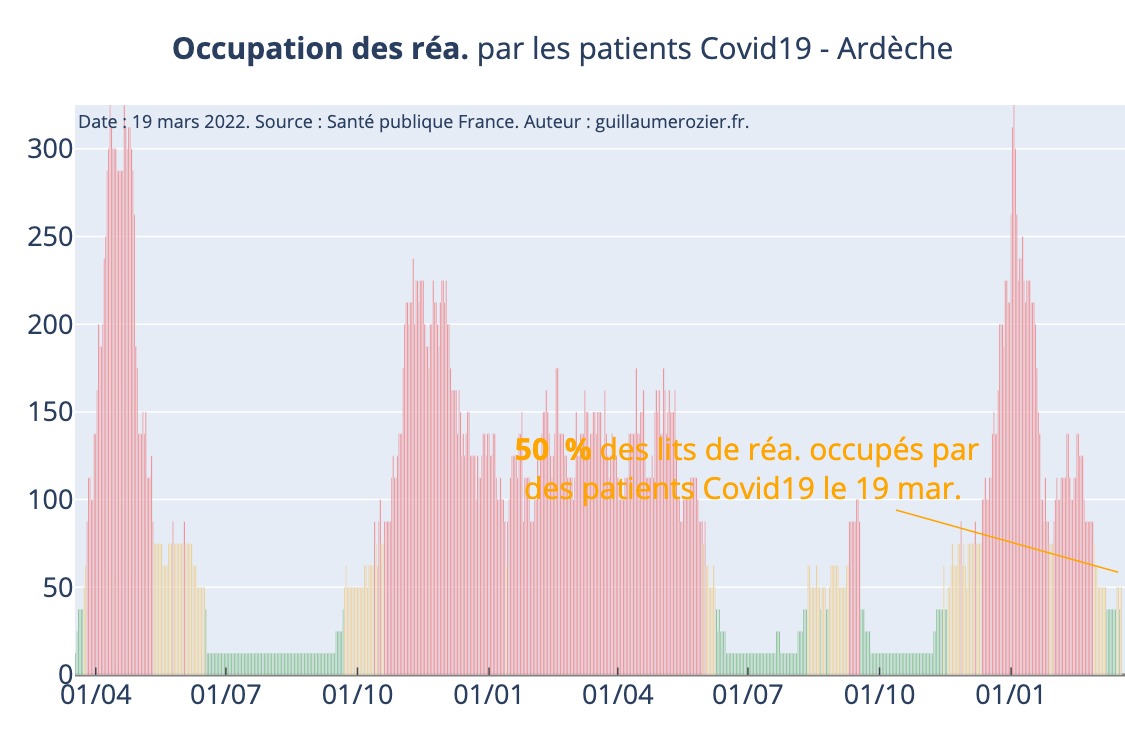 Occupation des réa. par les patients Covid19 - Ardèche
Date : 19 mars 2022. Source : Santé publique France. Auteur : guillaumerozier.fr.
300
250
200
150
100
50
0
50 % des lits de réa. occupés par
des patients Covid19 le 19 mar.
01/04 01/07 01/10 01/01 01/04 01/07 01/10 01/01